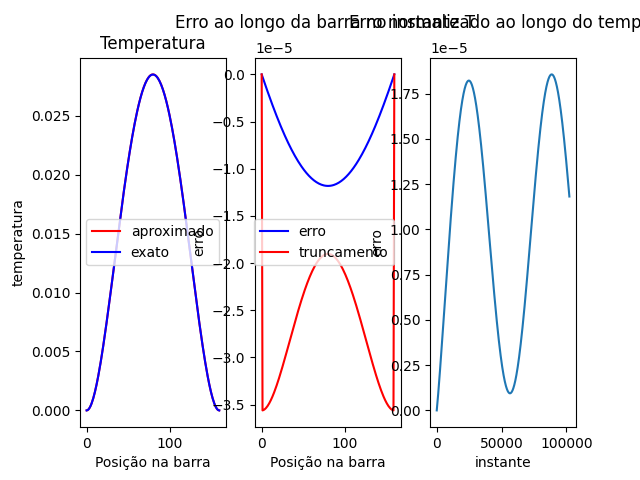 Temperatura
temperatura
0.000
0.005
0.010
0.015
0.020
0.025
aproximado
exato
0
100
Posição na barra
Erro ao longo da barra no instante T
1e−5
erro
0.0
−0.5
−1.0
−1.5
−2.0
−2.5
−3.0
−3.5
erro
truncamento
0
100
Posição na barra
Erro normalizado ao longo do temp
1e−5
erro
0.00
0.25
0.50
0.75
1.00
1.25
1.50
1.75
0
50000
100000
instante